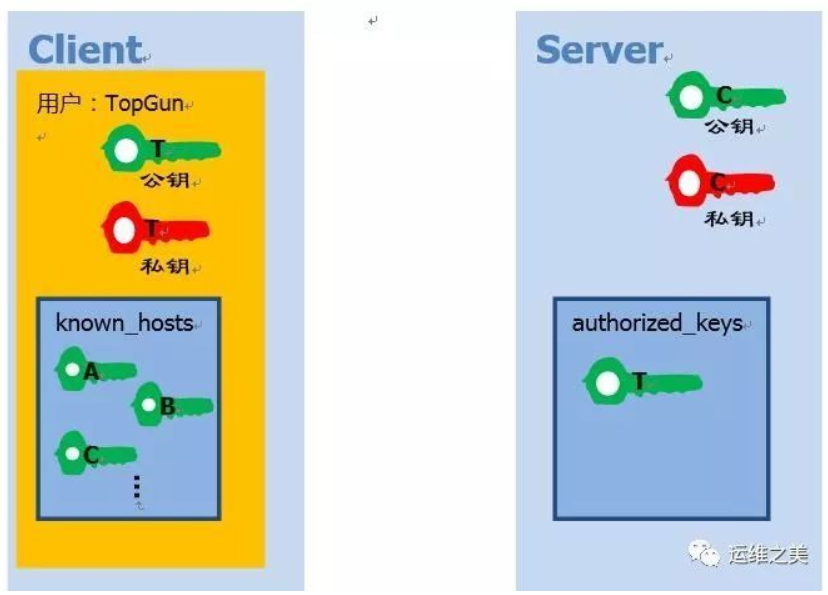 Client
用户：TopGun
T
公钥
T
私钥
known_hosts
A
B
C
Server
C
公钥
C
私钥
authorized_keys
T
运维之美